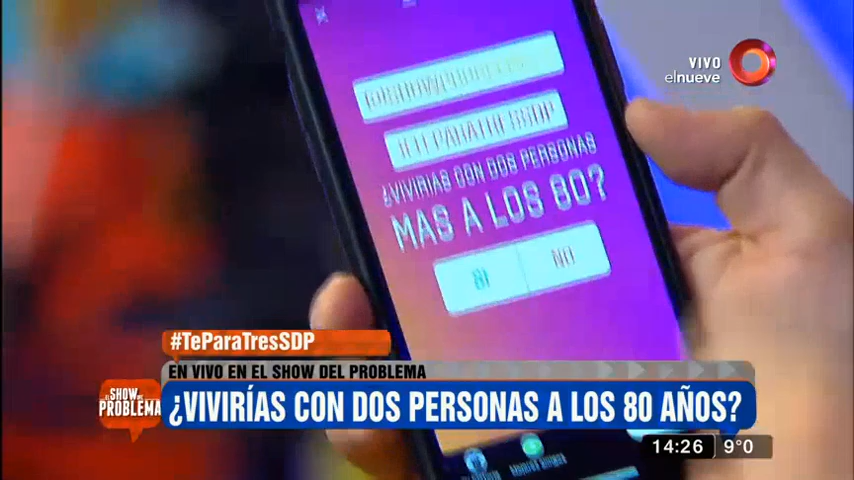 VIVO
elnueve
#TEPARATRESSDP
¿VIVIRIAS CON DOS PERSONAS
MAS A LOS 80?
SI NO
#TeParaTresSDP
EN VIVO EN EL SHOW DEL PROBLEMA
EL SHOW DEL PROBLEMA
¿VIVIRÍAS CON DOS PERSONAS A LOS 80 AÑOS?
14:26 9°0